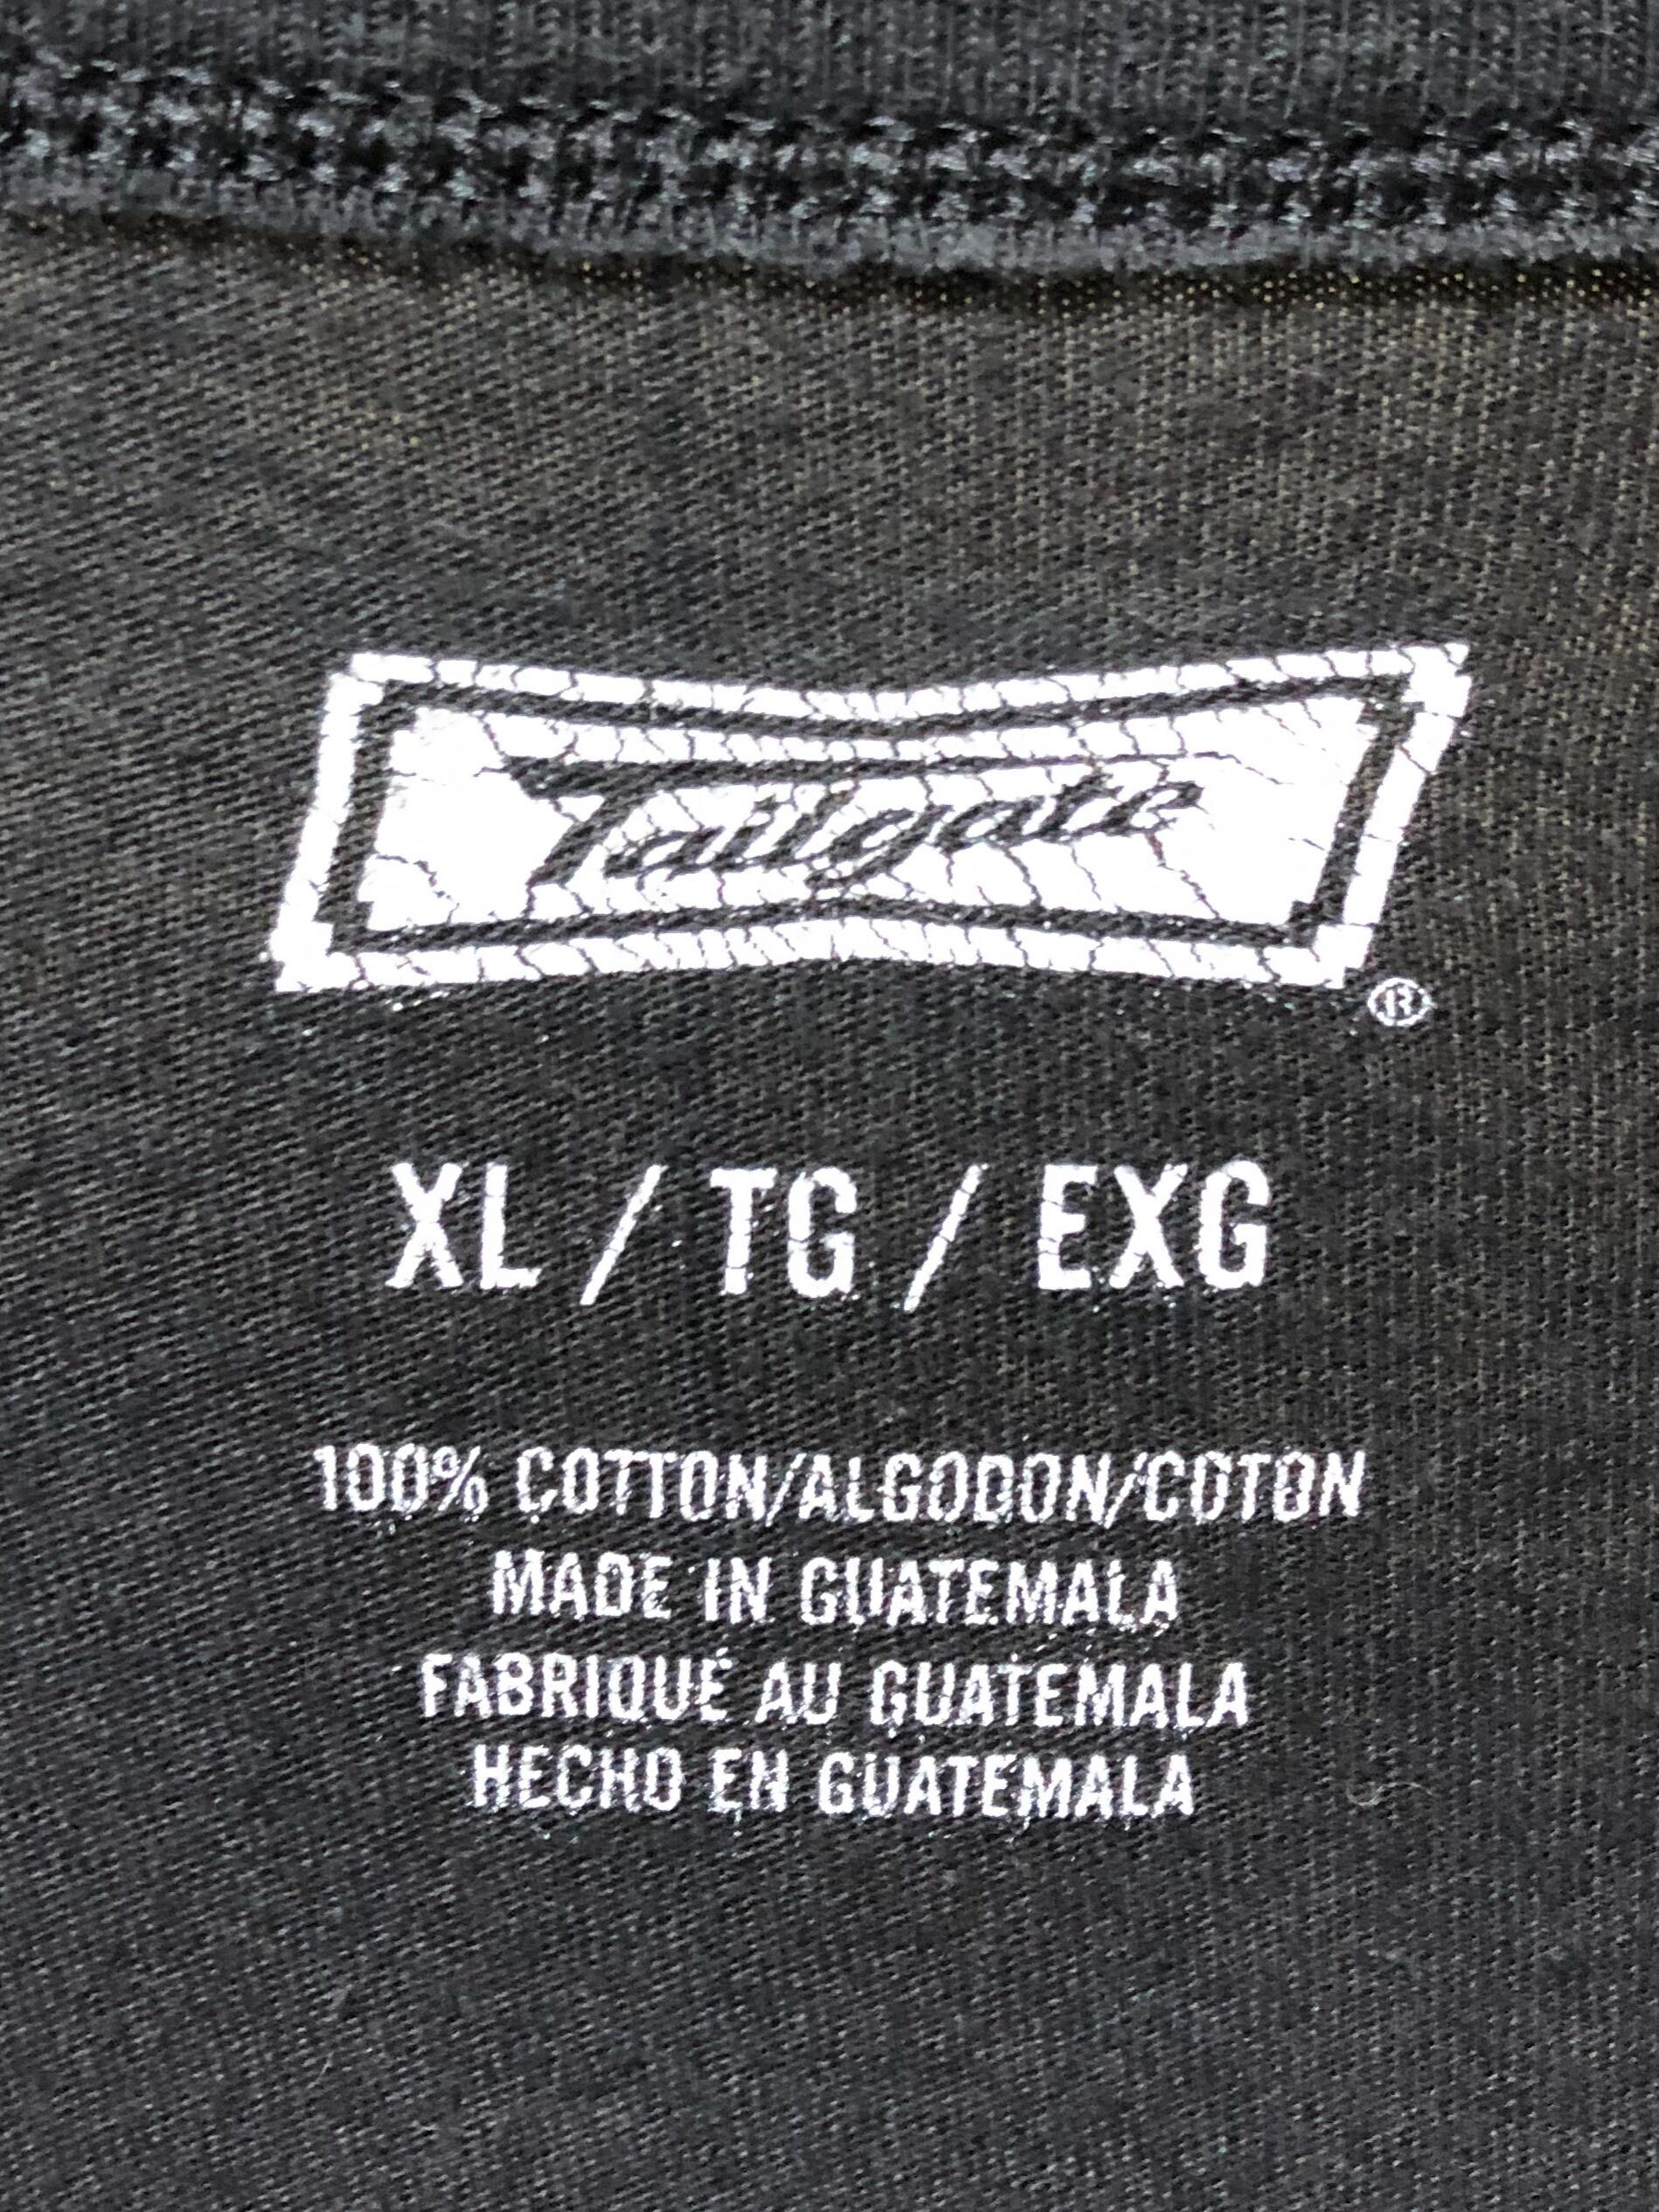 Tailgate
®
XL / TG / EXG
100% COTTON/ALGODON/COTON
MADE IN GUATEMALA
FABRIQUÉ AU GUATEMALA
HECHO EN GUATEMALA